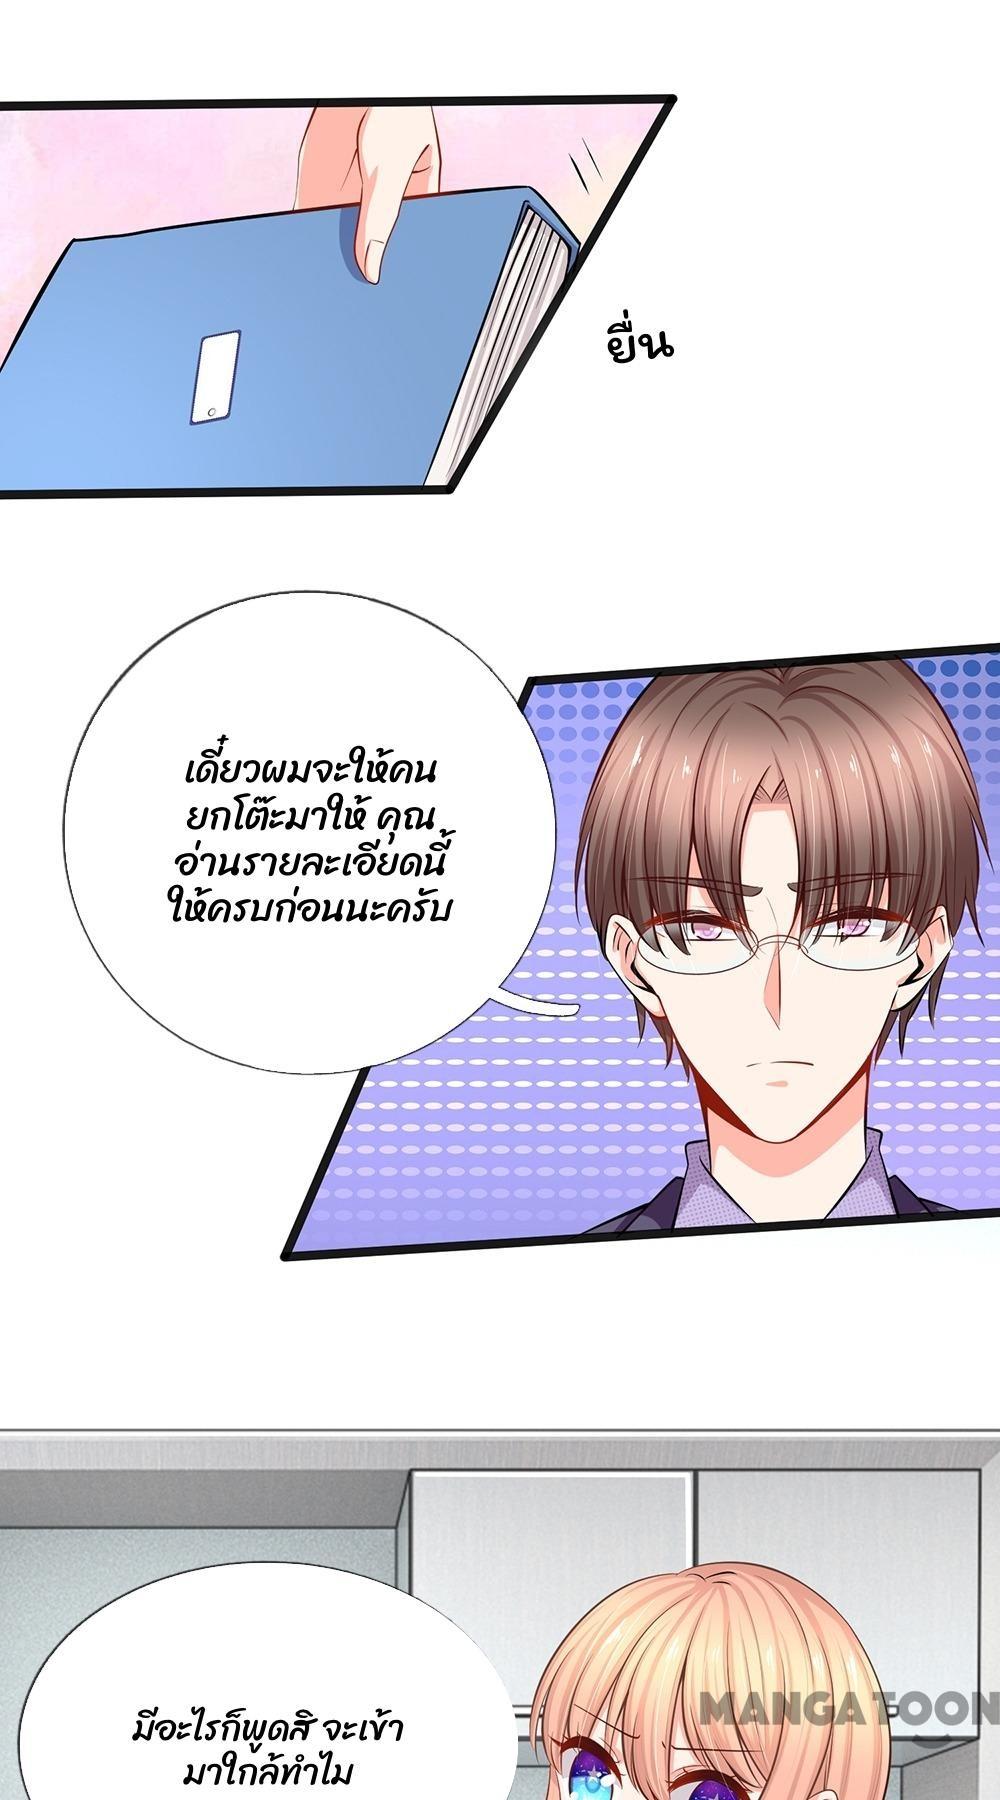 ยื่น
เดี๋ยวผมจะให้คน
ยกโต๊ะมาให้ คุณ
อ่านรายละเอียดนี้
ให้ครบก่อนนะครับ
MANGATOON
มีอะไรก็พูดสิ จะเข้า
มาใกล้ทำไม